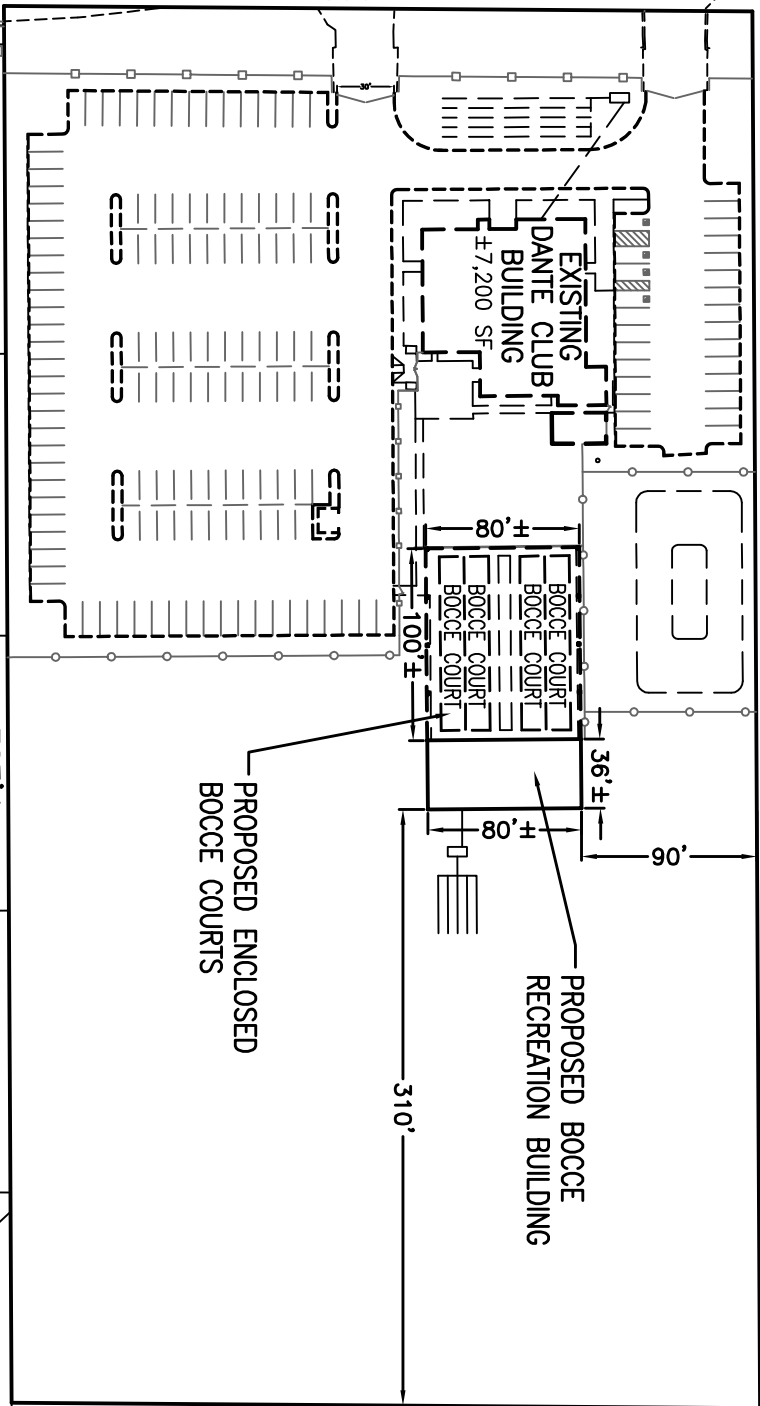 30'
EXISTING
DANTE CLUB
BUILDING
±7,200 SF
80'±
BOCCE COURT
BOCCE COURT
BOCCE COURT
BOCCE COURT
100'±
36'±
80'±
90'
PROPOSED ENCLOSED
BOCCE COURTS
PROPOSED BOCCE
RECREATION BUILDING
310'